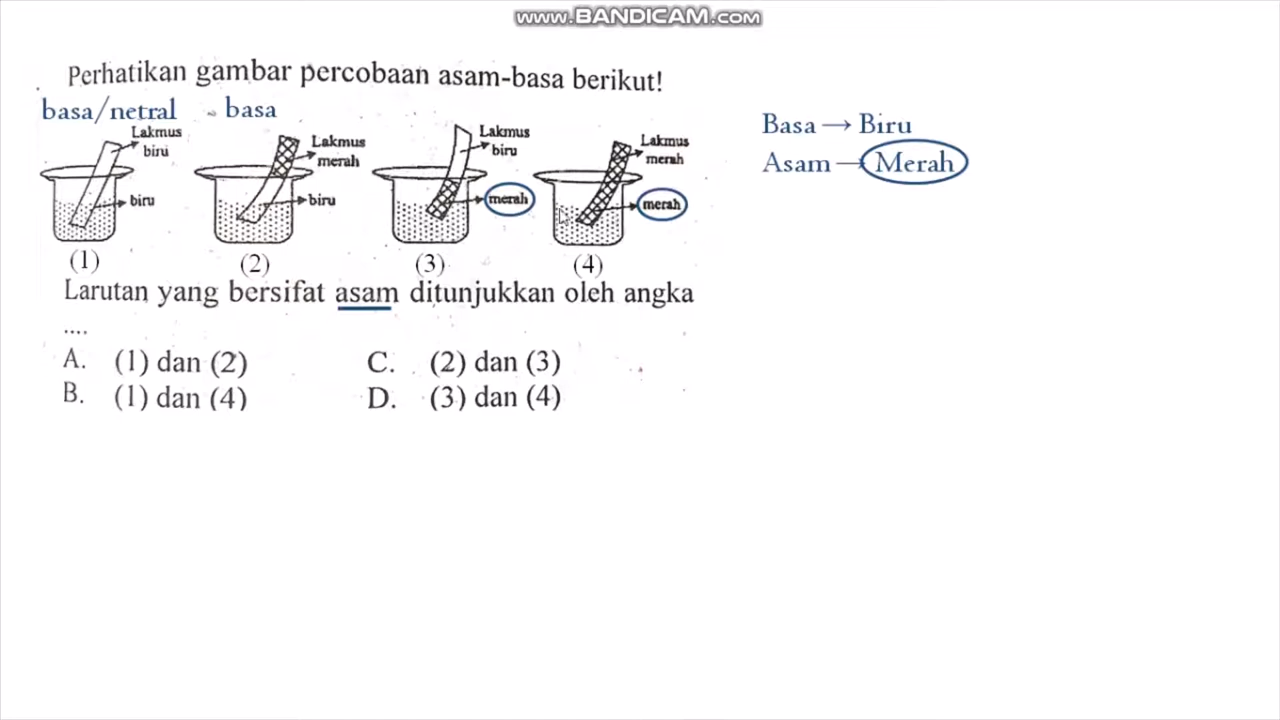 www.BANDICAM.com
Perhatikan gambar percobaan asam-basa berikut!
basa/netral basa
Basa → Biru
Asam → Merah
Lakmus biru
biru
(1)
Lakmus merah
biru
(2)
Lakmus biru
merah
(3)
Lakmus merah
merah
(4)
Larutan yang bersifat asam ditunjukkan oleh angka
....
A. (1) dan (2) C. (2) dan (3)
B. (1) dan (4) D. (3) dan (4)